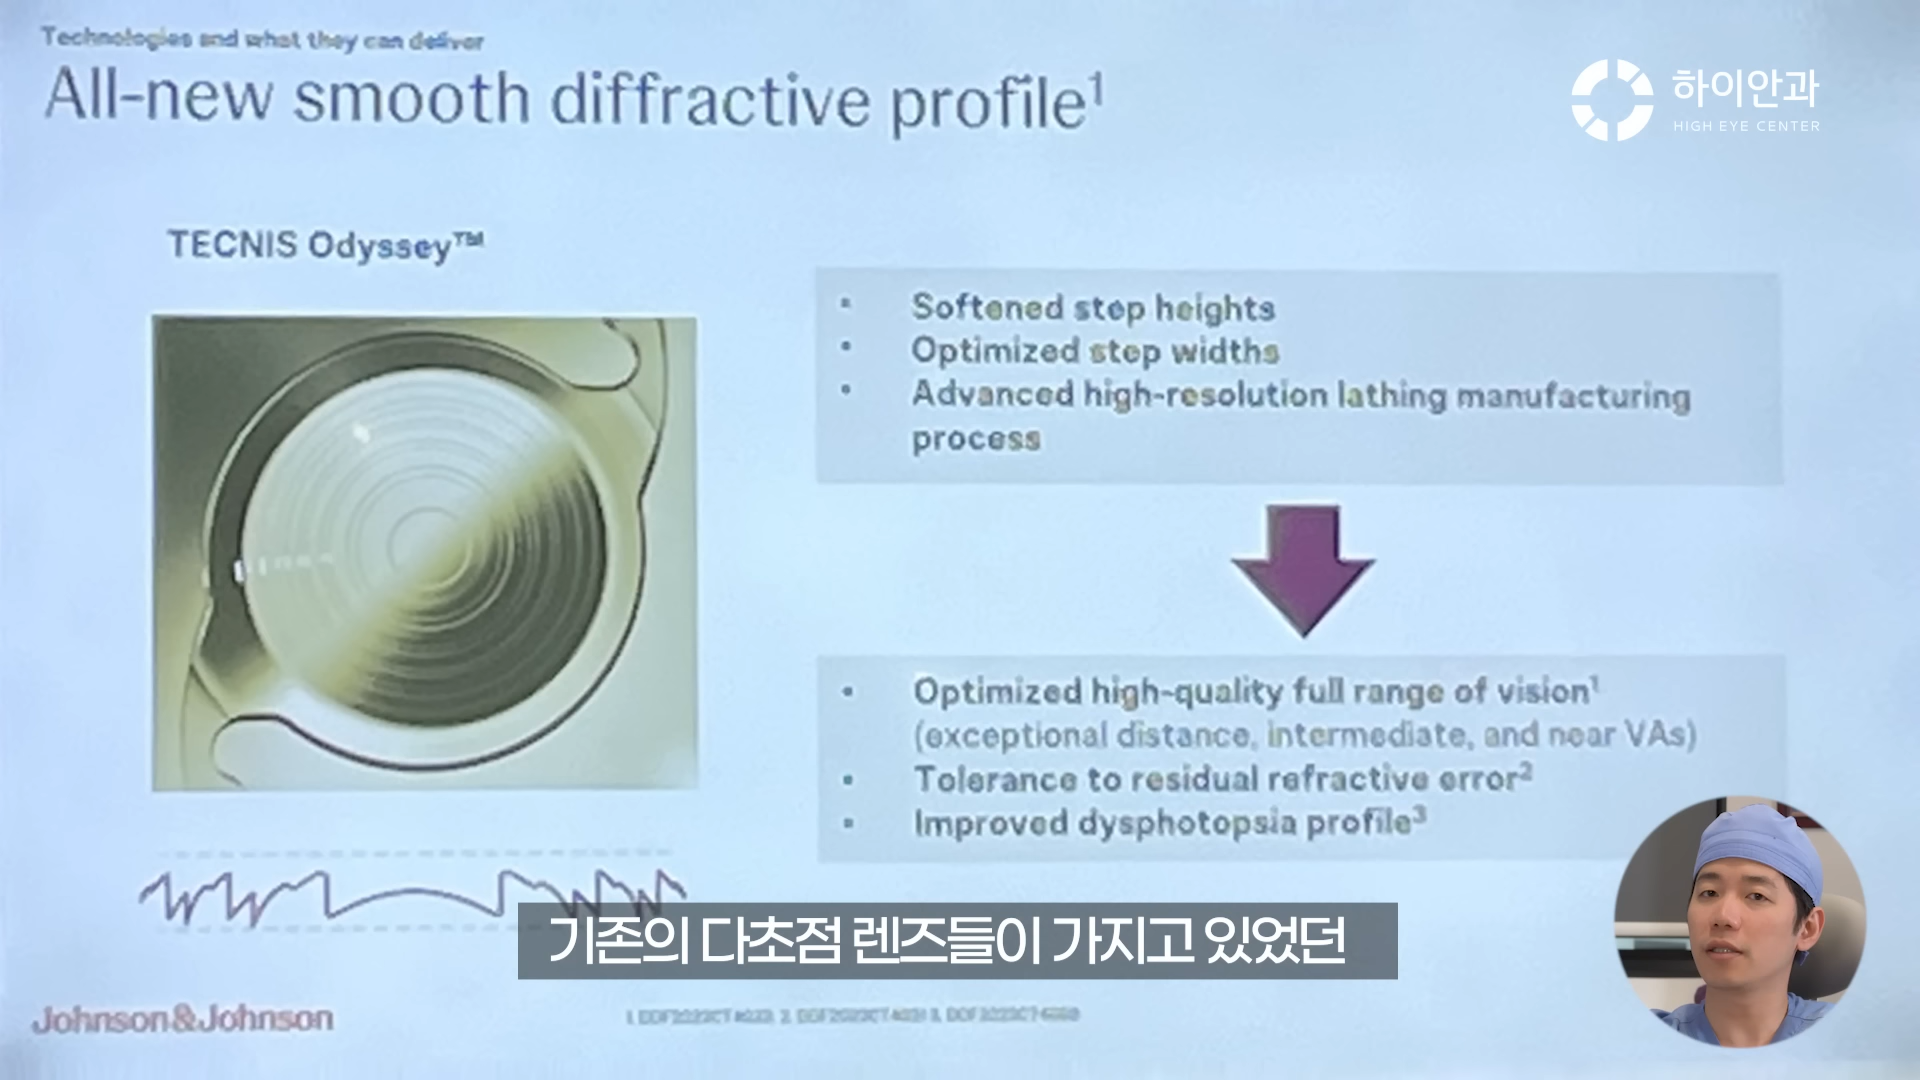 Technologies and what they can deliver
All-new smooth diffractive profile¹
하이안과
HIGH EYE CENTER
TECNIS Odyssey™
• Softened step heights
• Optimized step widths
• Advanced high-resolution lathing manufacturing
process
• Optimized high-quality full range of vision¹
(exceptional distance, intermediate, and near VAs)
• Tolerance to residual refractive error²
• Improved dysphotopsia profile³
기존의 다초점 렌즈들이 가지고 있었던
Johnson&Johnson